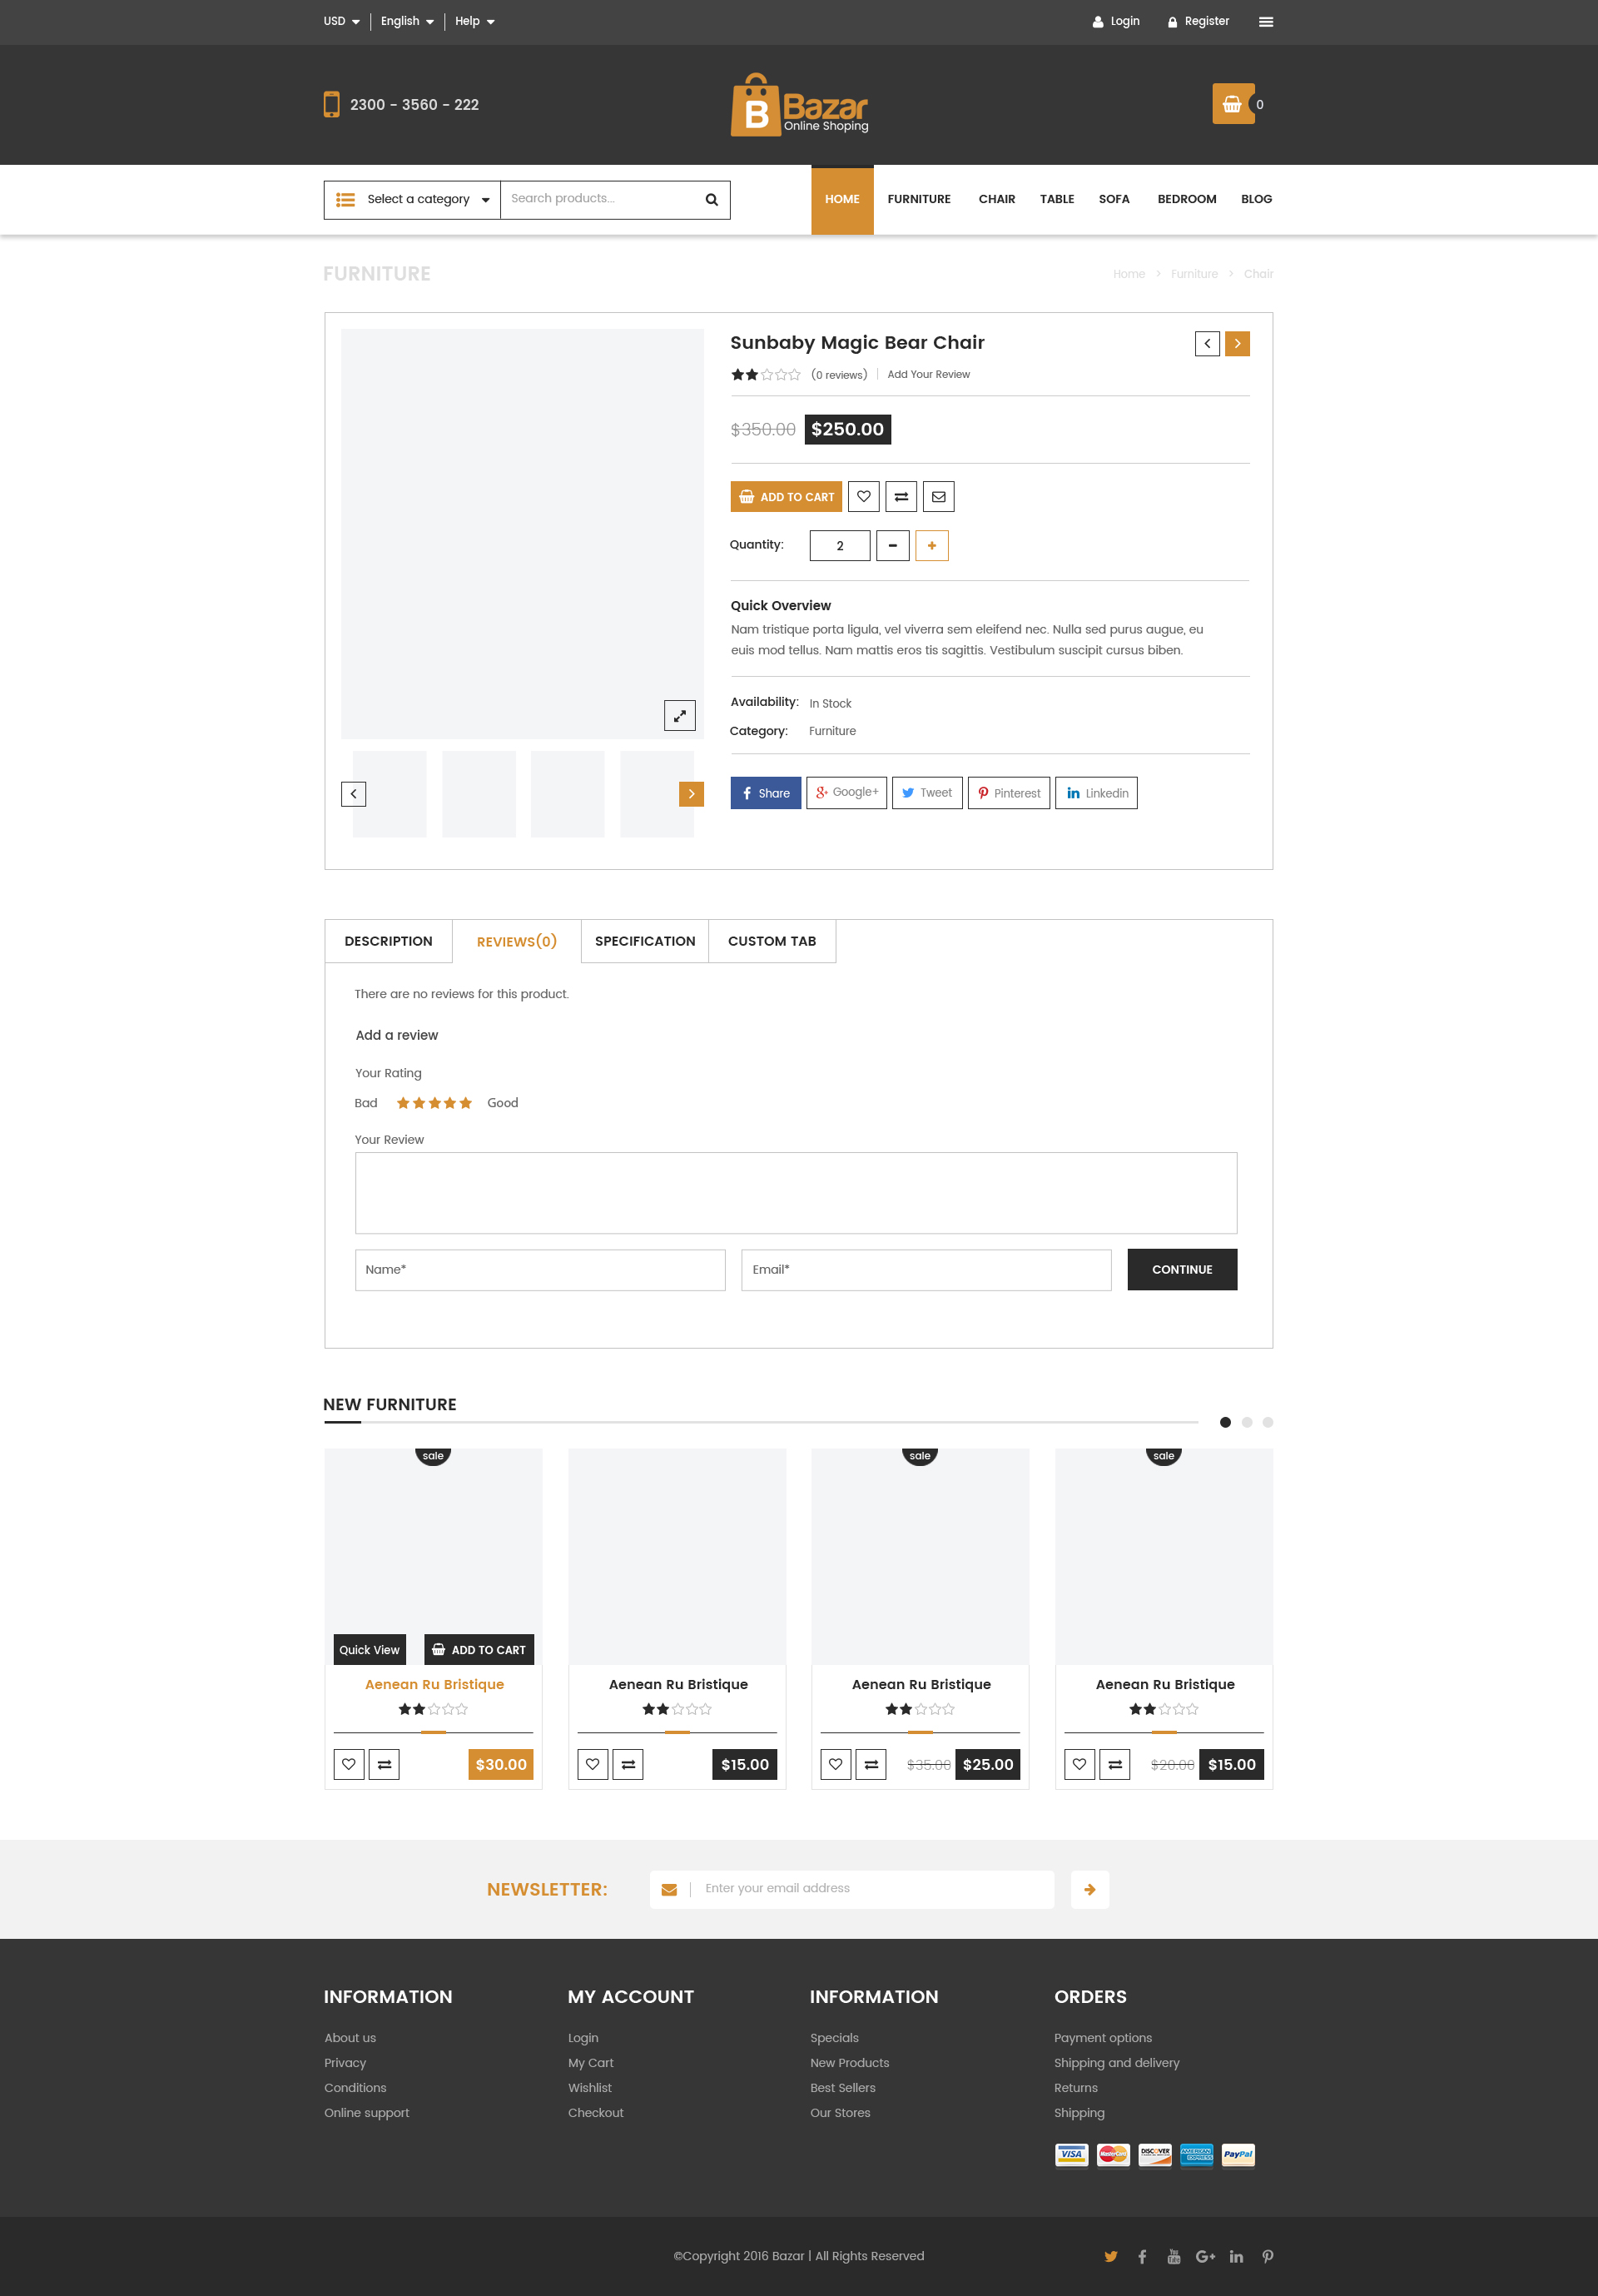 USD English Help Login Register
2300 - 3560 - 222
B Bazar
Online Shoping
0
Select a category Search products...
HOME FURNITURE CHAIR TABLE SOFA BEDROOM BLOG
FURNITURE
Home > Furniture > Chair
Sunbaby Magic Bear Chair
(0 reviews) Add Your Review
$350.00 $250.00
ADD TO CART
Quantity: 2
Quick Overview
Nam tristique porta ligula, vel viverra sem eleifend nec. Nulla sed purus augue, eu
euis mod tellus. Nam mattis eros tis sagittis. Vestibulum suscipit cursus biben.
Availability: In Stock
Category: Furniture
Share Google+ Tweet Pinterest Linkedin
DESCRIPTION REVIEWS(0) SPECIFICATION CUSTOM TAB
There are no reviews for this product.
Add a review
Your Rating
Bad Good
Your Review
Name* Email* CONTINUE
NEW FURNITURE
sale sale sale
Quick View ADD TO CART
Aenean Ru Bristique Aenean Ru Bristique Aenean Ru Bristique Aenean Ru Bristique
$30.00 $15.00 $35.00 $25.00 $20.00 $15.00
NEWSLETTER: Enter your email address
INFORMATION MY ACCOUNT INFORMATION ORDERS
About us Login Specials Payment options
Privacy My Cart New Products Shipping and delivery
Conditions Wishlist Best Sellers Returns
Online support Checkout Our Stores Shipping
VISA MasterCard DISCOVER AMERICAN EXPRESS PayPal
©Copyright 2016 Bazar | All Rights Reserved